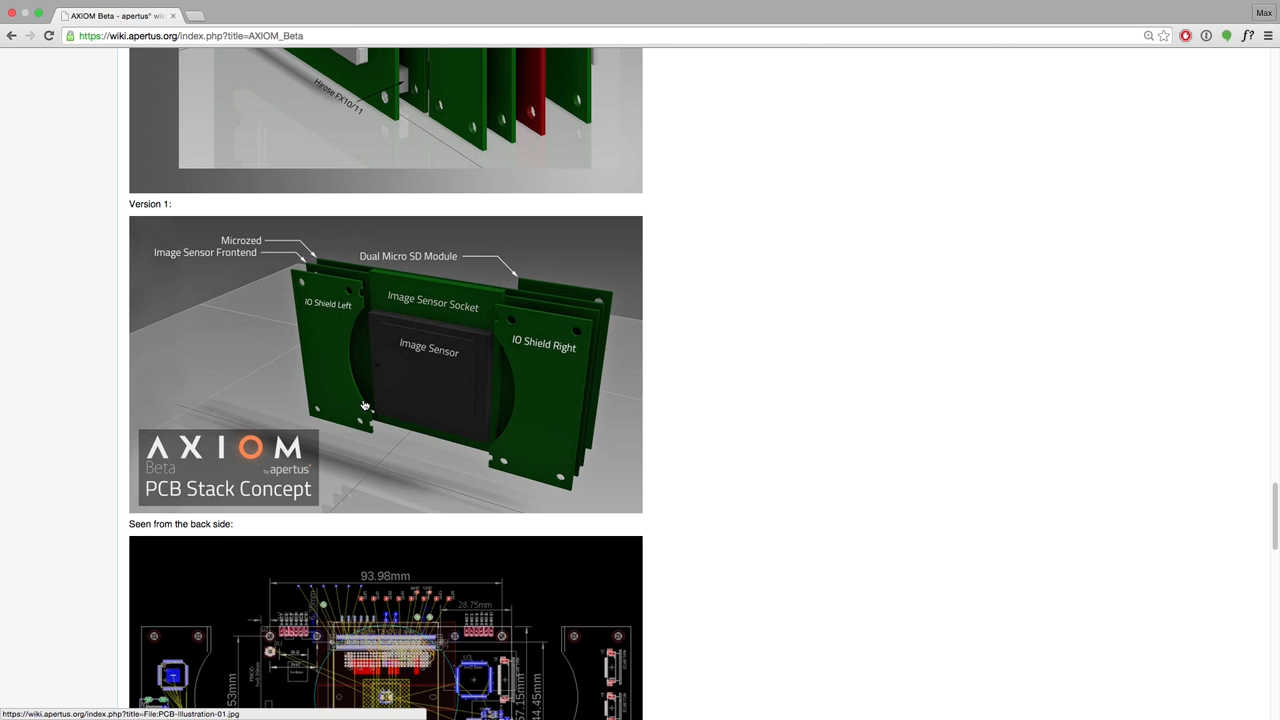 AXIOM Beta - apertus° wiki
Max
https://wiki.apertus.org/index.php?title=AXIOM_Beta
f?
Hirose FX10/11
Version 1:
Microzed
Image Sensor Frontend
Dual Micro SD Module
IO Shield Left
Image Sensor Socket
Image Sensor
IO Shield Right
AXIOM
Beta
by apertus°
PCB Stack Concept
Seen from the back side:
93.98mm
28.75mm
53mm
57.15mm
44.45mm
https://wiki.apertus.org/index.php?title=File:PCB-Illustration-01.jpg